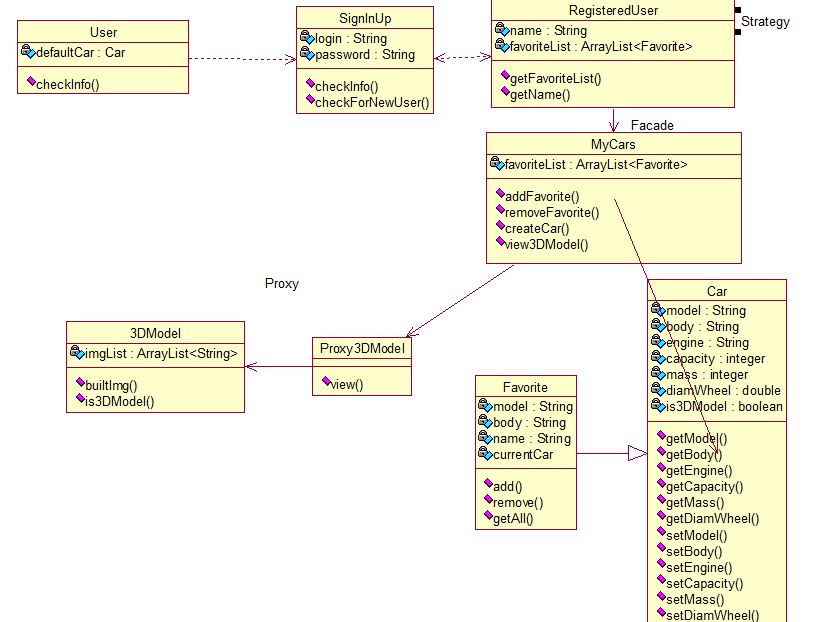 User
defaultCar : Car
checkInfo()
SignInUp
login : String
password : String
checkInfo()
checkForNewUser()
RegisteredUser
name : String
favoriteList : ArrayList<Favorite>
getFavoriteList()
getName()
Strategy
Facade
MyCars
favoriteList : ArrayList<Favorite>
addFavorite()
removeFavorite()
createCar()
view3DModel()
Proxy
3DModel
imgList : ArrayList<String>
builtImg()
is3DModel()
Proxy3DModel
view()
Favorite
model : String
body : String
name : String
currentCar
add()
remove()
getAll()
Car
model : String
body : String
engine : String
capacity : integer
mass : integer
diamWheel : double
is3DModel : boolean
getModel()
getBody()
getEngine()
getCapacity()
getMass()
getDiamWheel()
setModel()
setBody()
setEngine()
setCapacity()
setMass()
setDiamWheel()